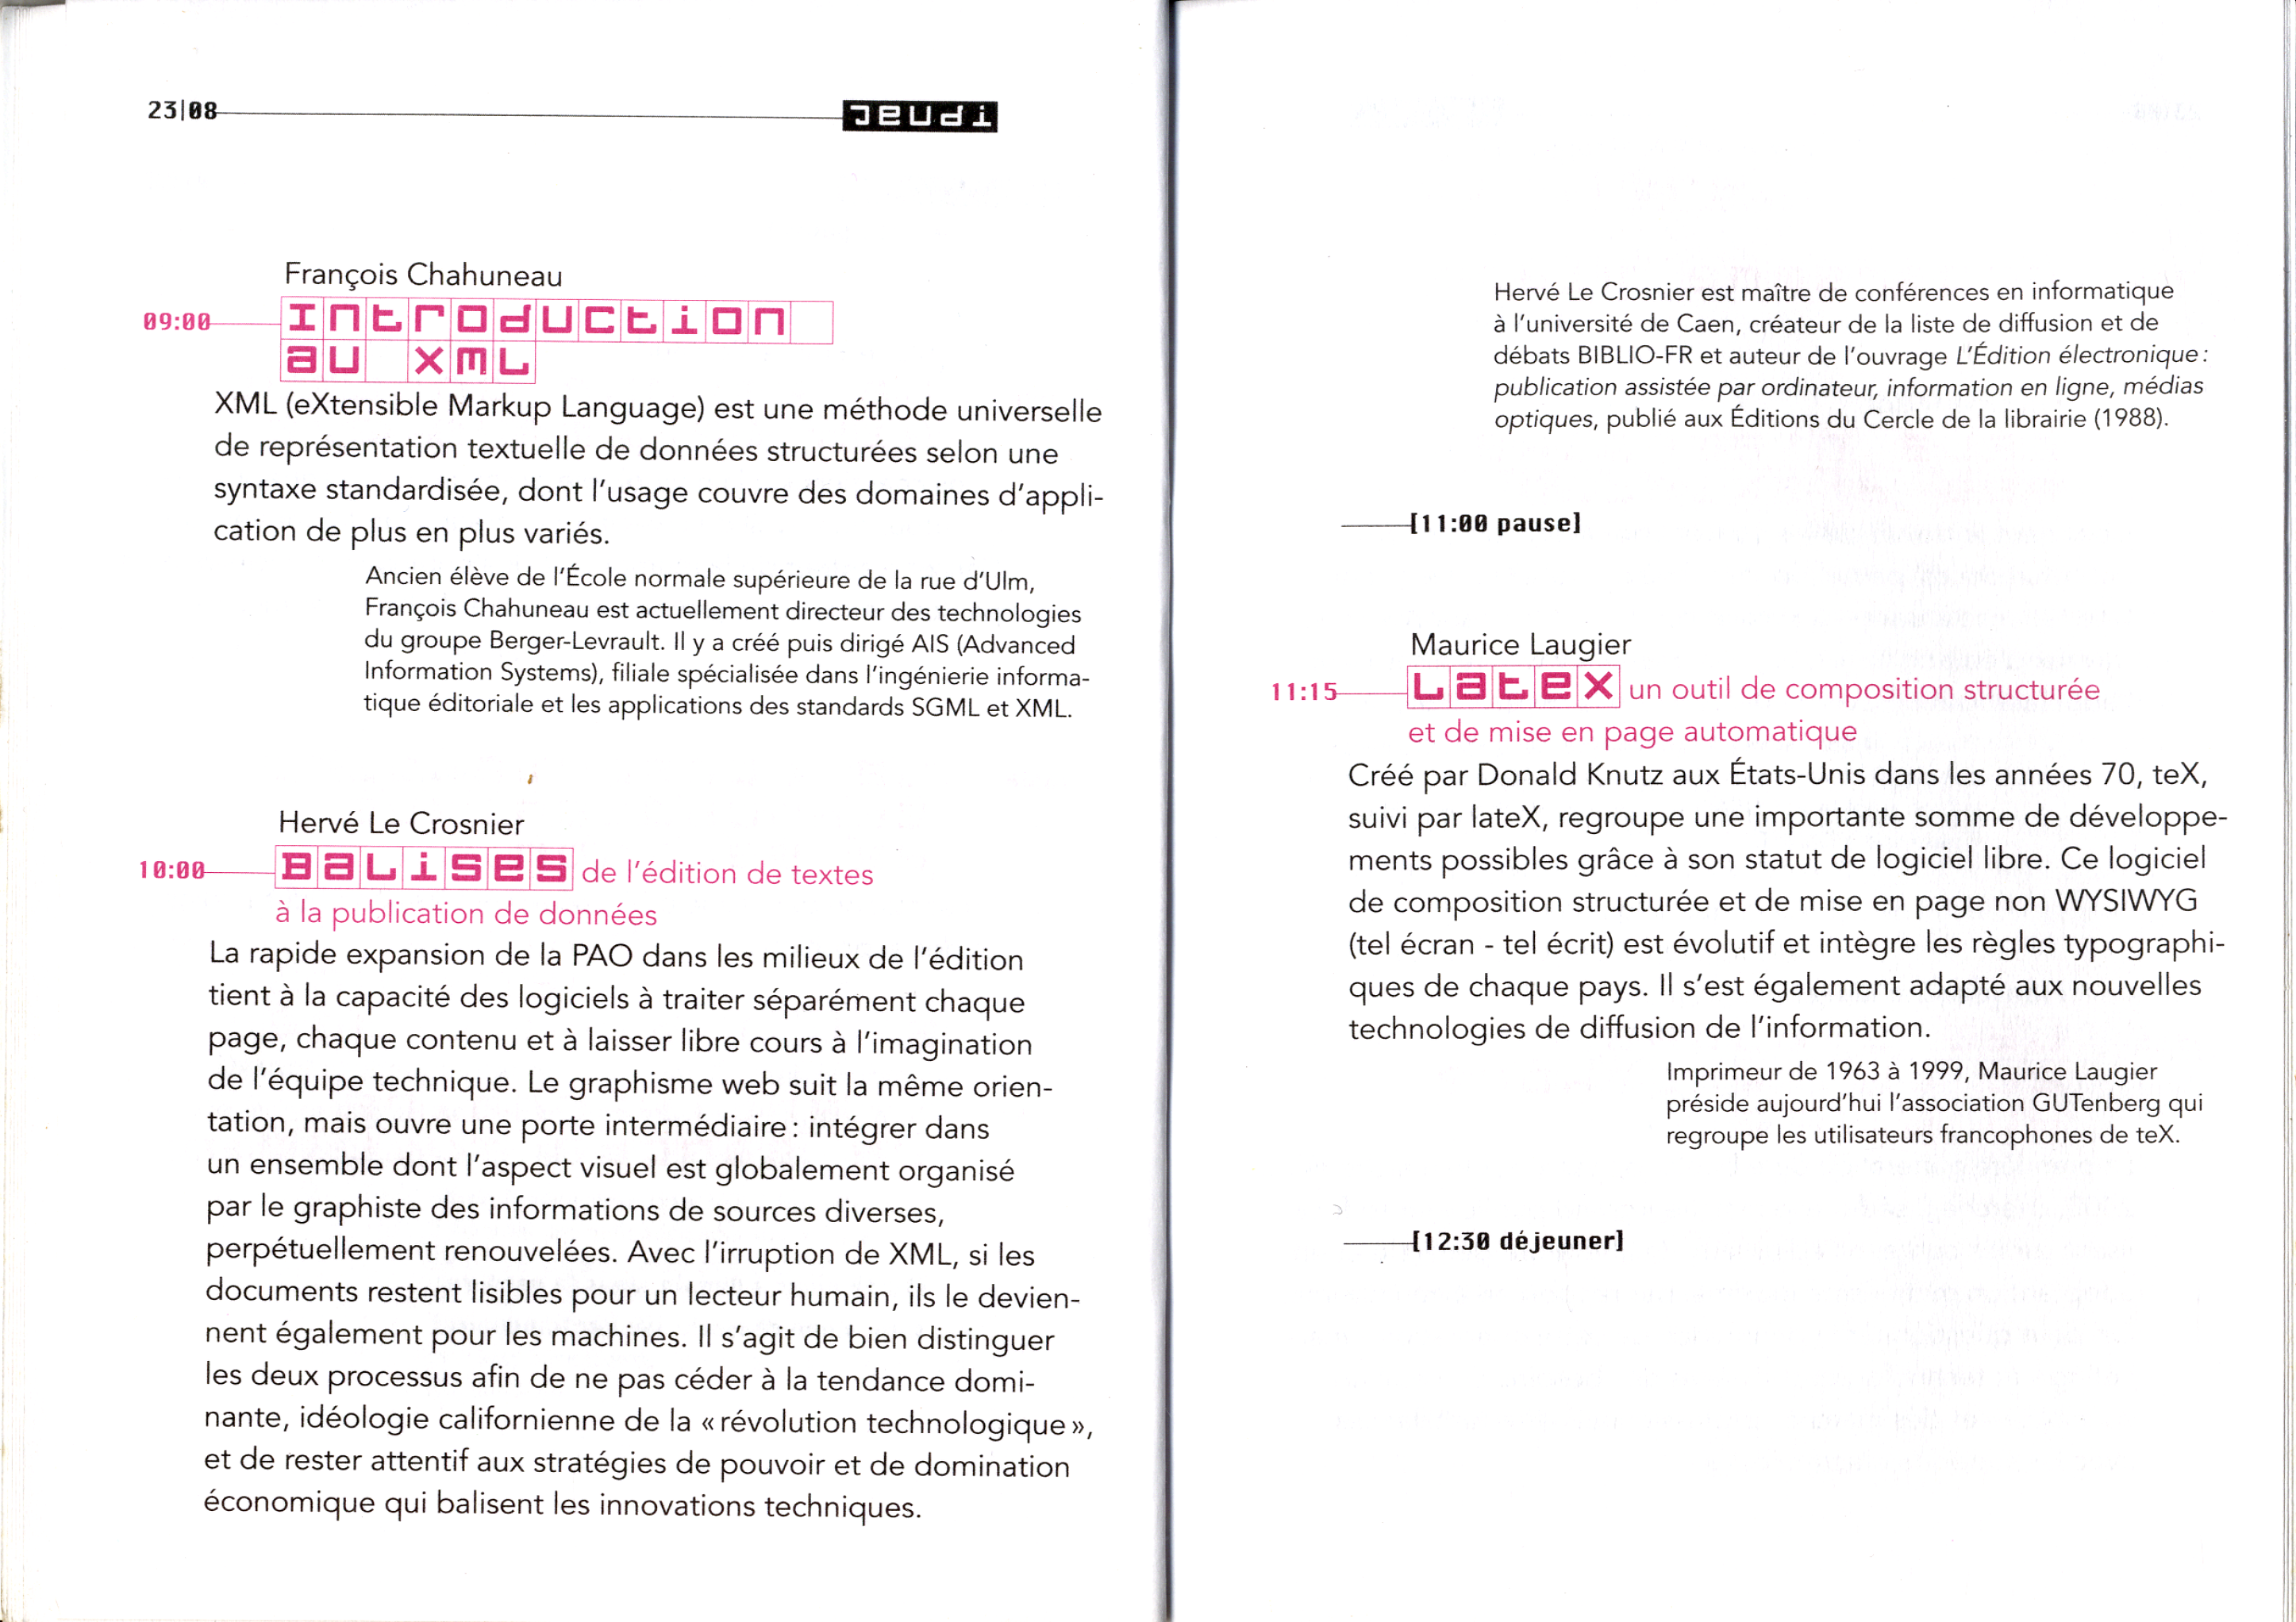 23|08 Jeudi
François Chahuneau
09:00 Introduction
au XML
XML (eXtensible Markup Language) est une méthode universelle
de représentation textuelle de données structurées selon une
syntaxe standardisée, dont l'usage couvre des domaines d'appli-
cation de plus en plus variés.
Ancien élève de l'École normale supérieure de la rue d'Ulm,
François Chahuneau est actuellement directeur des technologies
du groupe Berger-Levrault. Il y a créé puis dirigé AIS (Advanced
Information Systems), filiale spécialisée dans l'ingénierie informa-
tique éditoriale et les applications des standards SGML et XML.
Hervé Le Crosnier
10:00 Balises de l'édition de textes
à la publication de données
La rapide expansion de la PAO dans les milieux de l'édition
tient à la capacité des logiciels à traiter séparément chaque
page, chaque contenu et à laisser libre cours à l'imagination
de l'équipe technique. Le graphisme web suit la même orien-
tation, mais ouvre une porte intermédiaire : intégrer dans
un ensemble dont l'aspect visuel est globalement organisé
par le graphiste des informations de sources diverses,
perpétuellement renouvelées. Avec l'irruption de XML, si les
documents restent lisibles pour un lecteur humain, ils le devien-
nent également pour les machines. Il s'agit de bien distinguer
les deux processus afin de ne pas céder à la tendance domi-
nante, idéologie californienne de la « révolution technologique »,
et de rester attentif aux stratégies de pouvoir et de domination
économique qui balisent les innovations techniques.
Hervé Le Crosnier est maître de conférences en informatique
à l'université de Caen, créateur de la liste de diffusion et de
débats BIBLIO-FR et auteur de l'ouvrage L'Édition électronique :
publication assistée par ordinateur, information en ligne, médias
optiques, publié aux Éditions du Cercle de la librairie (1988).
[11:00 pause]
Maurice Laugier
11:15 Latex un outil de composition structurée
et de mise en page automatique
Créé par Donald Knutz aux États-Unis dans les années 70, teX,
suivi par lateX, regroupe une importante somme de développe-
ments possibles grâce à son statut de logiciel libre. Ce logiciel
de composition structurée et de mise en page non WYSIWYG
(tel écran - tel écrit) est évolutif et intègre les règles typographi-
ques de chaque pays. Il s'est également adapté aux nouvelles
technologies de diffusion de l'information.
Imprimeur de 1963 à 1999, Maurice Laugier
préside aujourd'hui l'association GUTenberg qui
regroupe les utilisateurs francophones de teX.
[12:30 déjeuner]